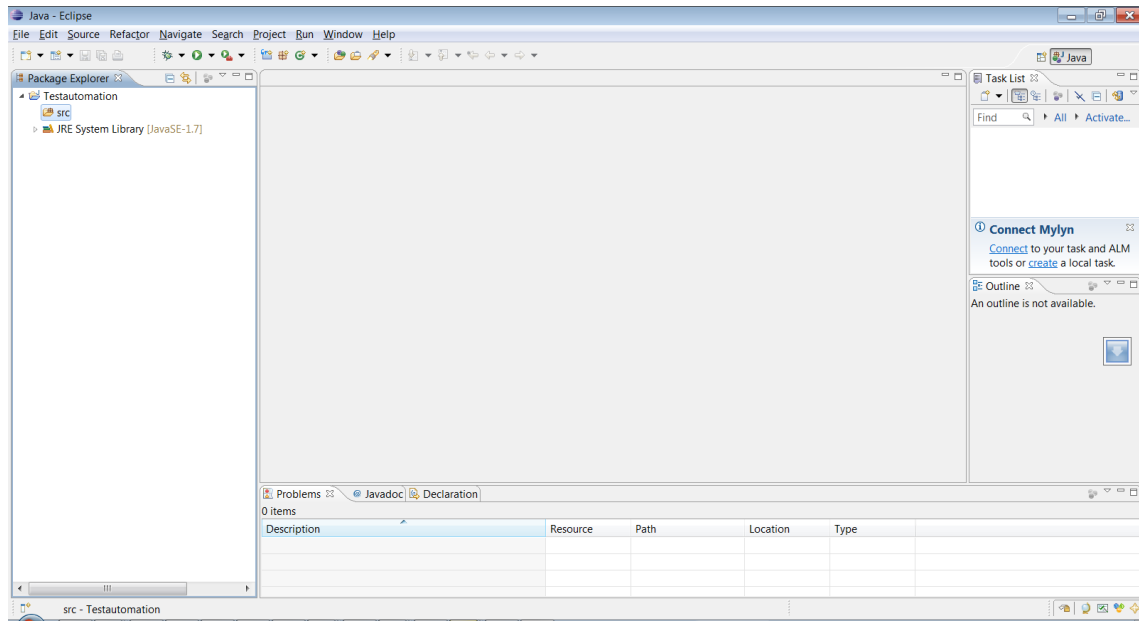 Java - Eclipse
File Edit Source Refactor Navigate Search Project Run Window Help
Java
Package Explorer
Testautomation
src
JRE System Library [JavaSE-1.7]
Task List
Find All Activate...
Connect Mylyn
Connect to your task and ALM
tools or create a local task.
Outline
An outline is not available.
Problems @ Javadoc Declaration
0 items
Description Resource Path Location Type
src - Testautomation